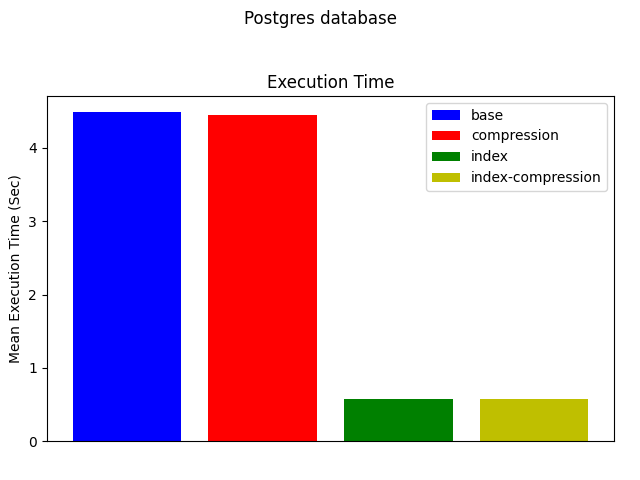 Postgres database
Execution Time
base
compression
index
index-compression
Mean Execution Time (Sec)
4
3
2
1
0